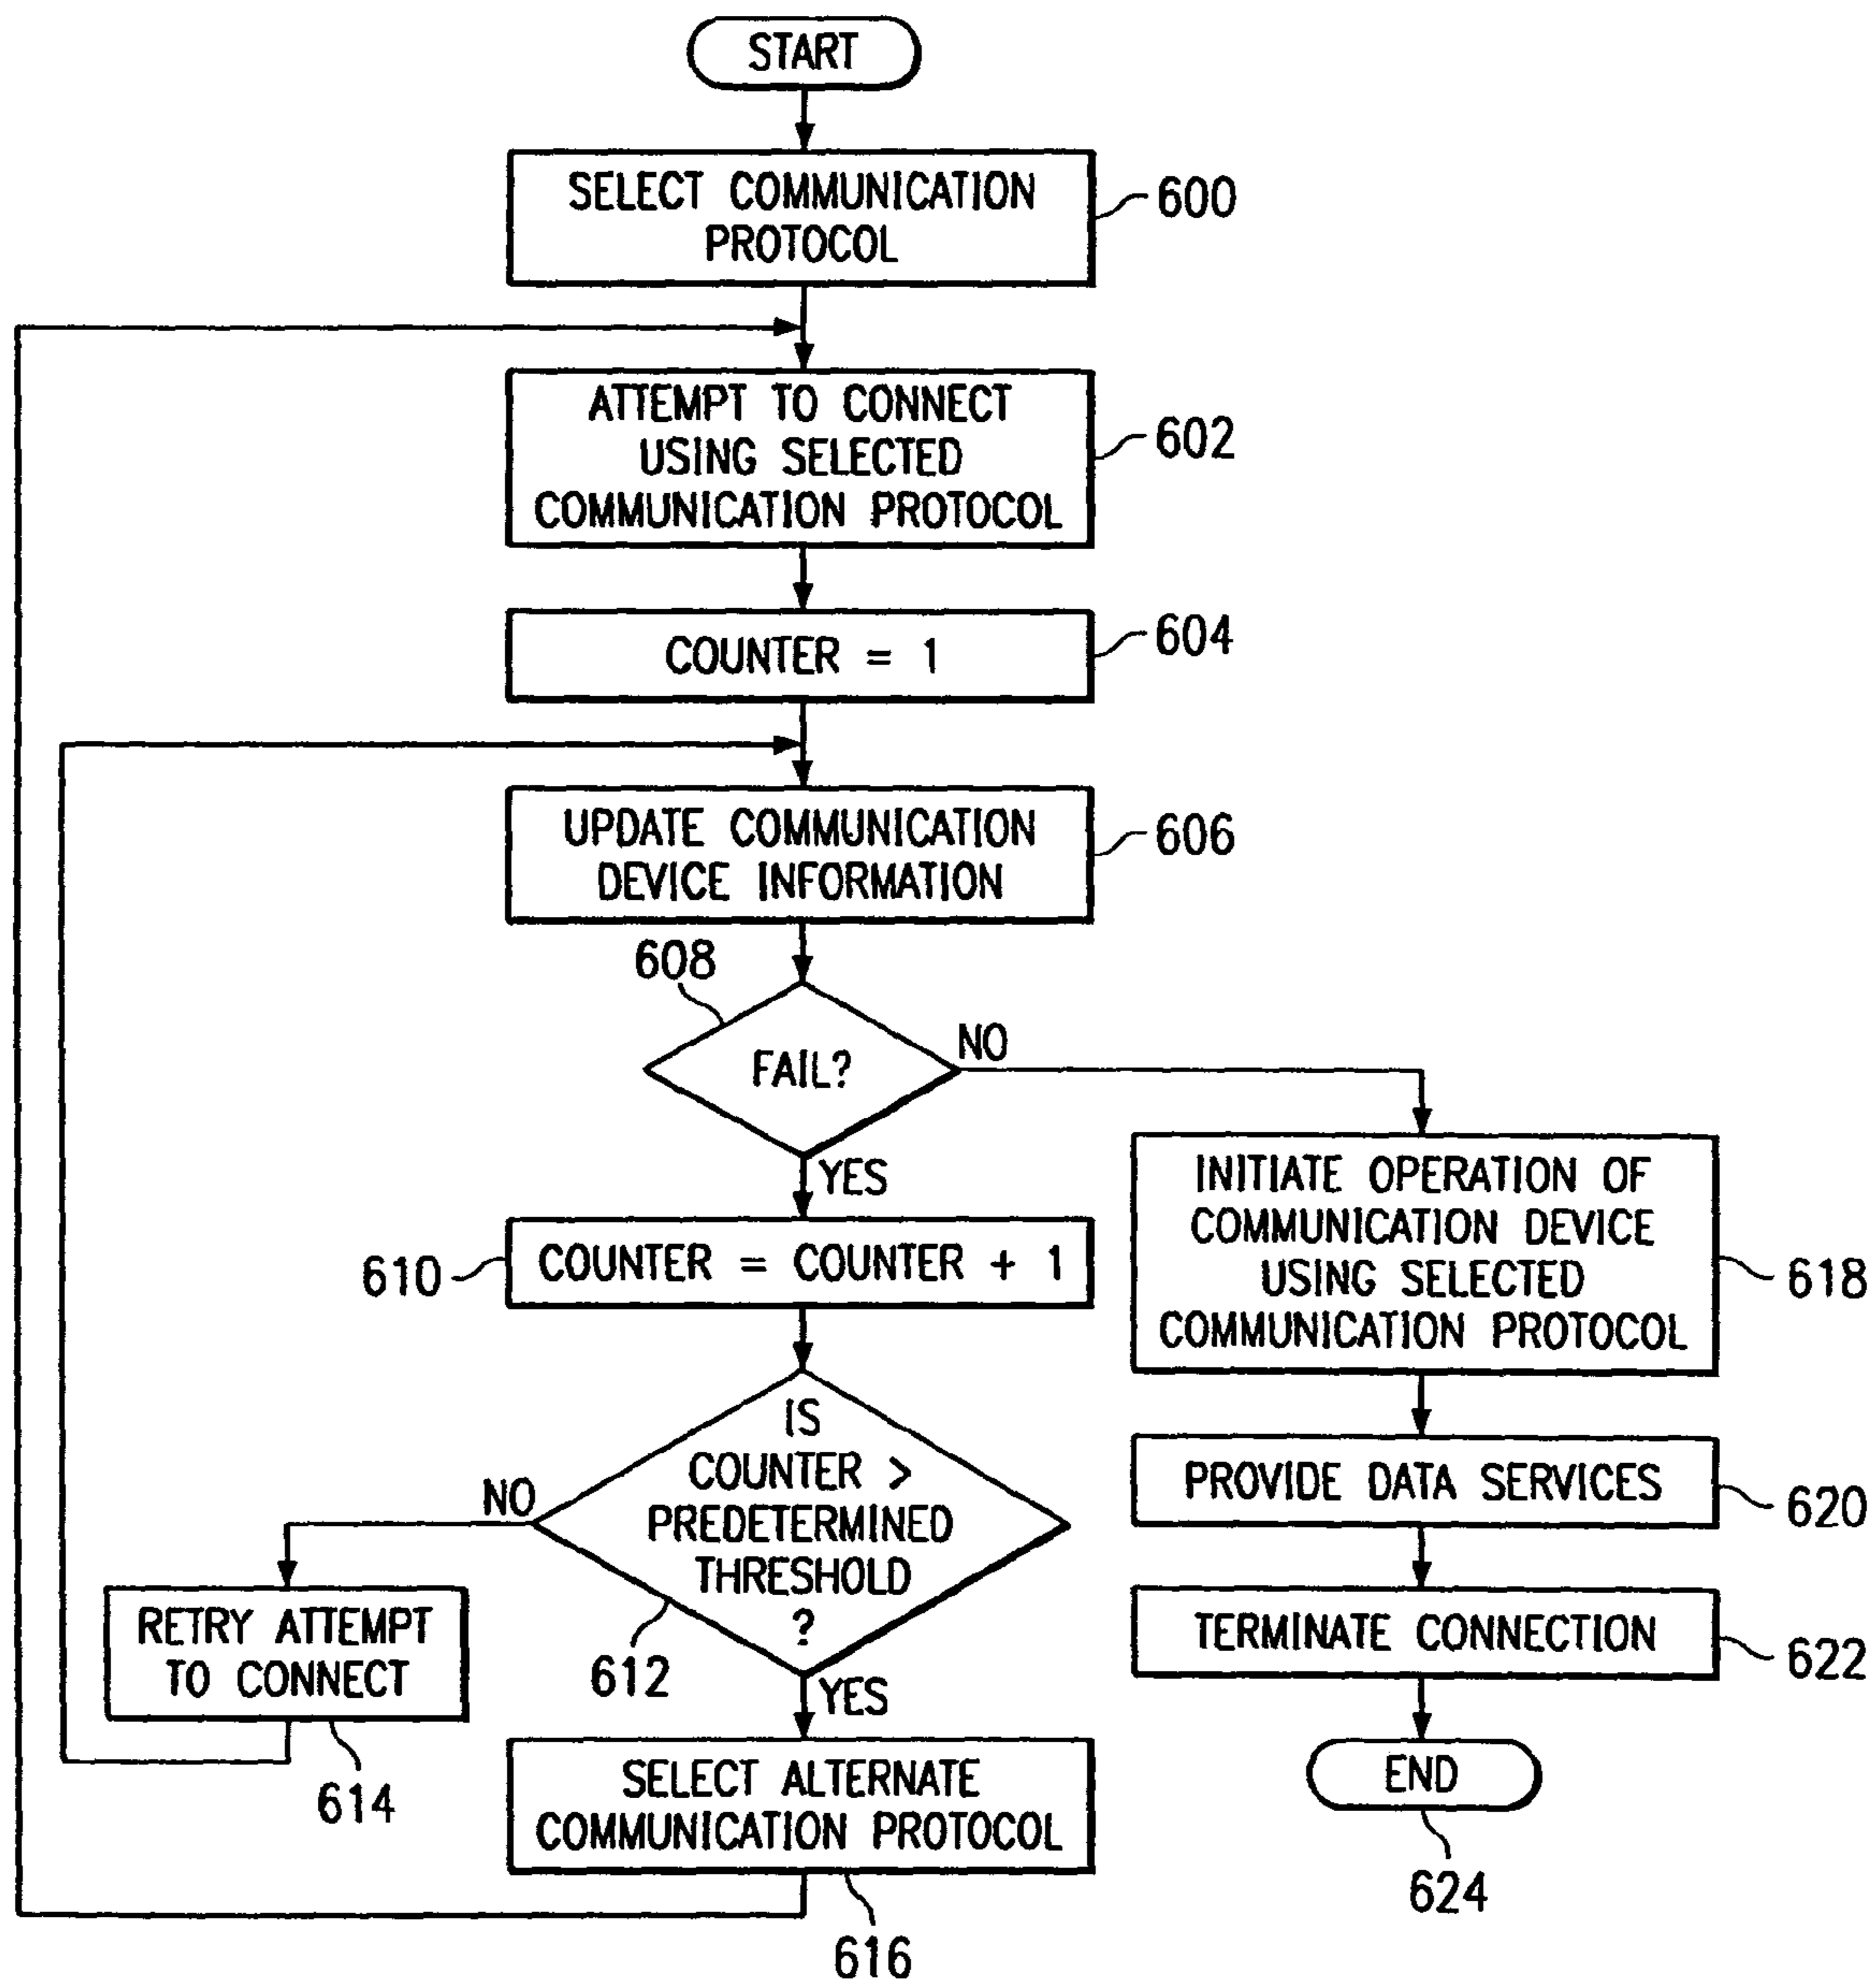 START
SELECT COMMUNICATION
PROTOCOL
600
ATTEMPT TO CONNECT
USING SELECTED
COMMUNICATION PROTOCOL
602
COUNTER = 1
604
UPDATE COMMUNICATION
DEVICE INFORMATION
606
608
FAIL?
NO
YES
COUNTER = COUNTER + 1
610
INITIATE OPERATION OF
COMMUNICATION DEVICE
USING SELECTED
COMMUNICATION PROTOCOL
618
IS
COUNTER >
PREDETERMINED
THRESHOLD
?
612
NO
YES
RETRY ATTEMPT
TO CONNECT
614
SELECT ALTERNATE
COMMUNICATION PROTOCOL
616
PROVIDE DATA SERVICES
620
TERMINATE CONNECTION
622
END
624